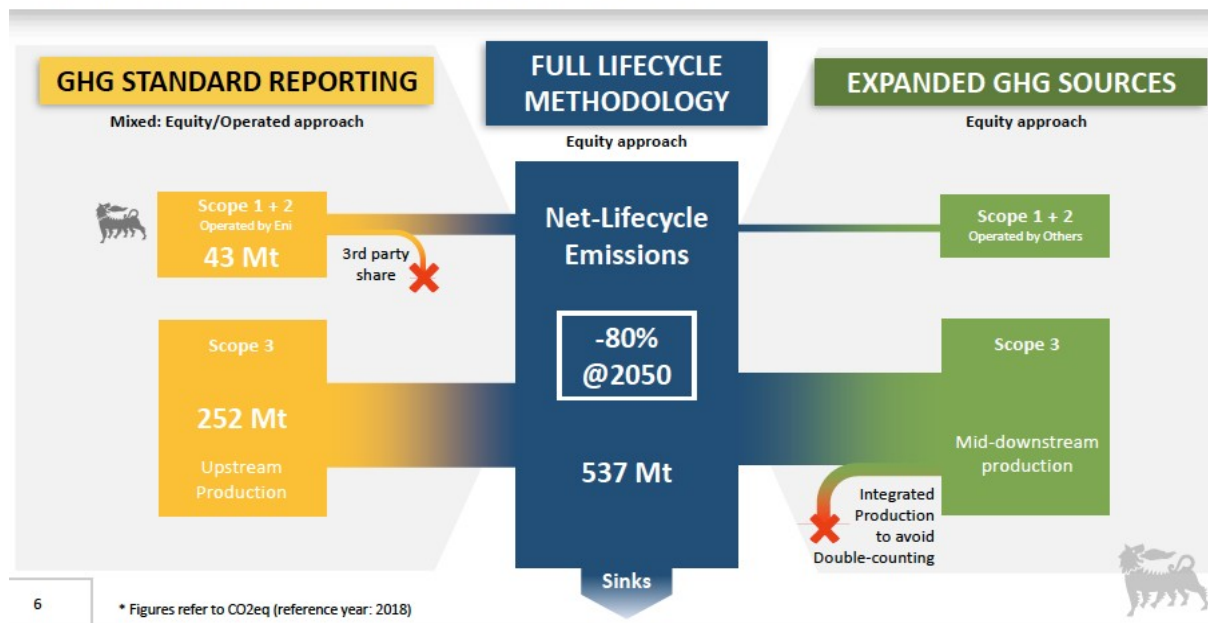 GHG STANDARD REPORTING
Mixed: Equity/Operated approach
Scope 1 + 2
Operated by Eni
43 Mt
3rd party
share
Scope 3
252 Mt
Upstream
Production
FULL LIFECYCLE
METHODOLOGY
Equity approach
Net-Lifecycle
Emissions
-80%
@2050
537 Mt
Sinks
EXPANDED GHG SOURCES
Equity approach
Scope 1 + 2
Operated by Others
Scope 3
Mid-downstream
production
Integrated
Production
to avoid
Double-counting
6
* Figures refer to CO2eq (reference year: 2018)